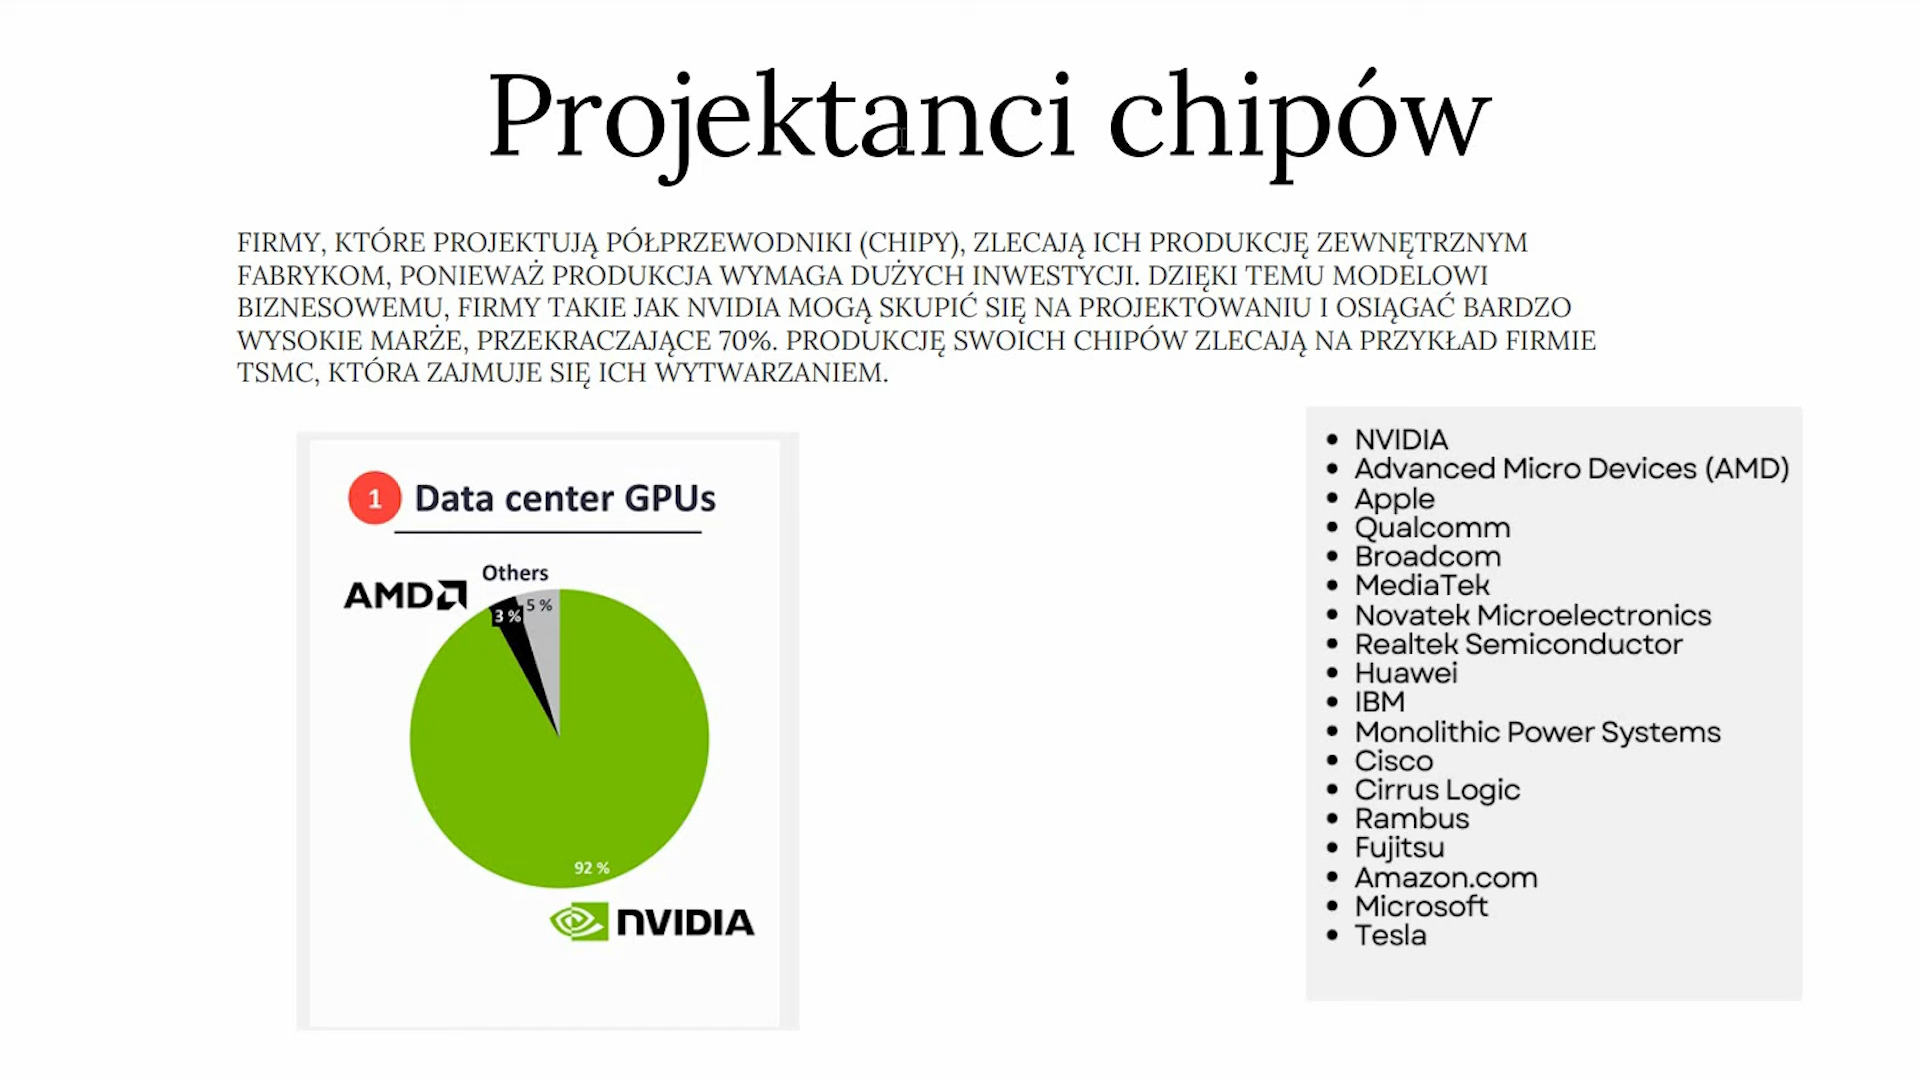 Projektanci chipów
FIRMY, KTÓRE PROJEKTUJĄ PÓŁPRZEWODNIKI (CHIPY), ZLECAJĄ ICH PRODUKCJĘ ZEWNĘTRZNYM
FABRYKOM, PONIEWAŻ PRODUKCJA WYMAGA DUŻYCH INWESTYCJI. DZIĘKI TEMU MODELOWI
BIZNESOWEMU, FIRMY TAKIE JAK NVIDIA MOGĄ SKUPIĆ SIĘ NA PROJEKTOWANIU I OSIĄGAĆ BARDZO
WYSOKIE MARŻE, PRZEKRACZAJĄCE 70%. PRODUKCJĘ SWOICH CHIPÓW ZLECAJĄ NA PRZYKŁAD FIRMIE
TSMC, KTÓRA ZAJMUJE SIĘ ICH WYTWARZANIEM.
1 Data center GPUs
Others
AMD
5 %
3 %
92 %
NVIDIA
• NVIDIA
• Advanced Micro Devices (AMD)
• Apple
• Qualcomm
• Broadcom
• MediaTek
• Novatek Microelectronics
• Realtek Semiconductor
• Huawei
• IBM
• Monolithic Power Systems
• Cisco
• Cirrus Logic
• Rambus
• Fujitsu
• Amazon.com
• Microsoft
• Tesla